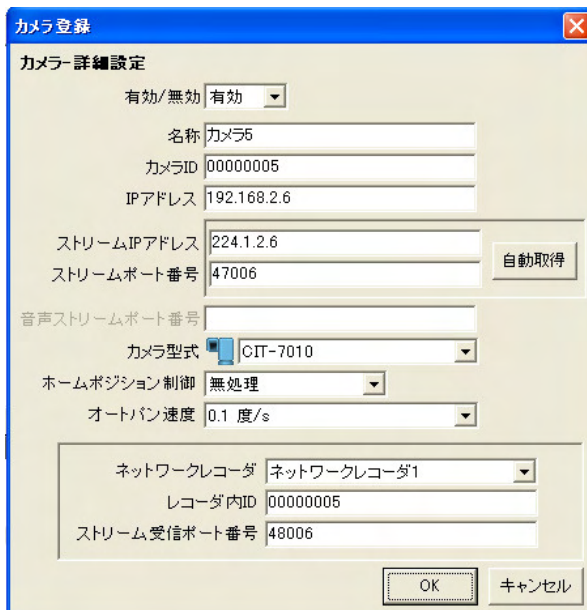 カメラ登録
カメラ-詳細設定
有効/無効 有効
名称 カメラ5
カメラID 00000005
IPアドレス 192.168.2.6
ストリームIPアドレス 224.1.2.6
自動取得
ストリームポート番号 47006
音声ストリームポート番号
カメラ型式 CIT-7010
ホームポジション制御 無処理
オートパン速度 0.1 度/s
ネットワークレコーダ ネットワークレコーダ1
レコーダ内ID 00000005
ストリーム受信ポート番号 48006
OK キャンセル